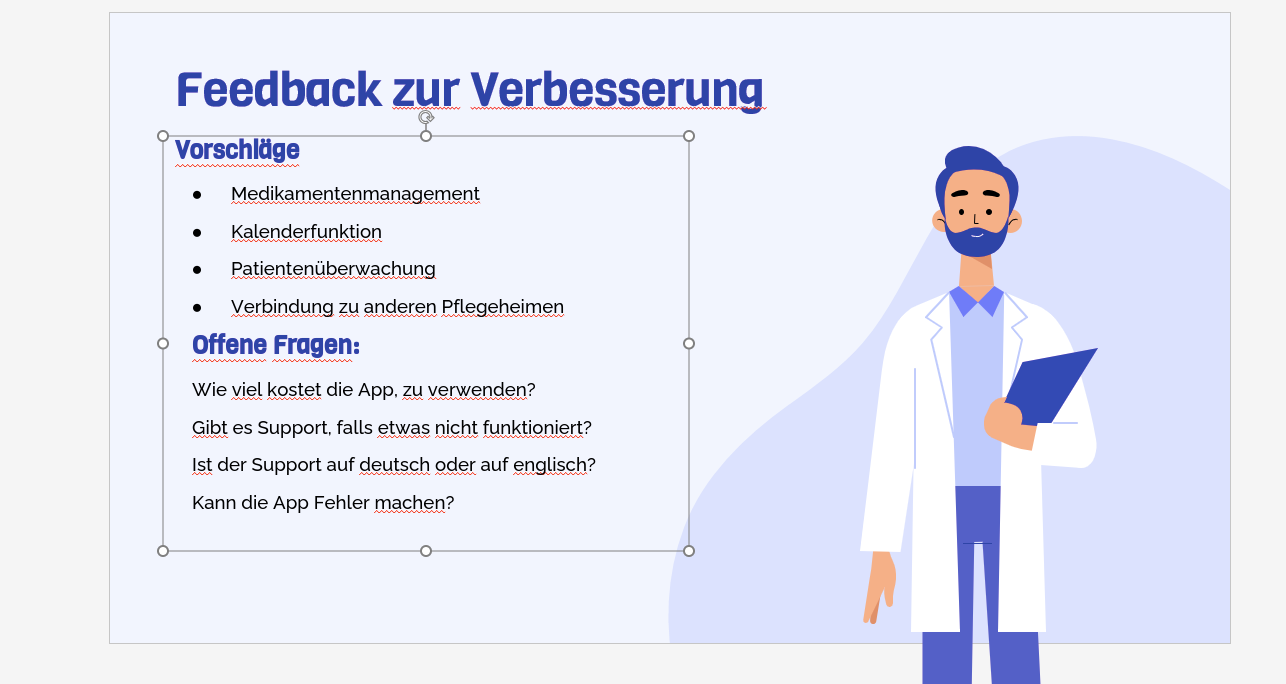 Feedback zur Verbesserung
Vorschläge
● Medikamentenmanagement
● Kalenderfunktion
● Patientenüberwachung
● Verbindung zu anderen Pflegeheimen
Offene Fragen:
Wie viel kostet die App, zu verwenden?
Gibt es Support, falls etwas nicht funktioniert?
Ist der Support auf deutsch oder auf englisch?
Kann die App Fehler machen?